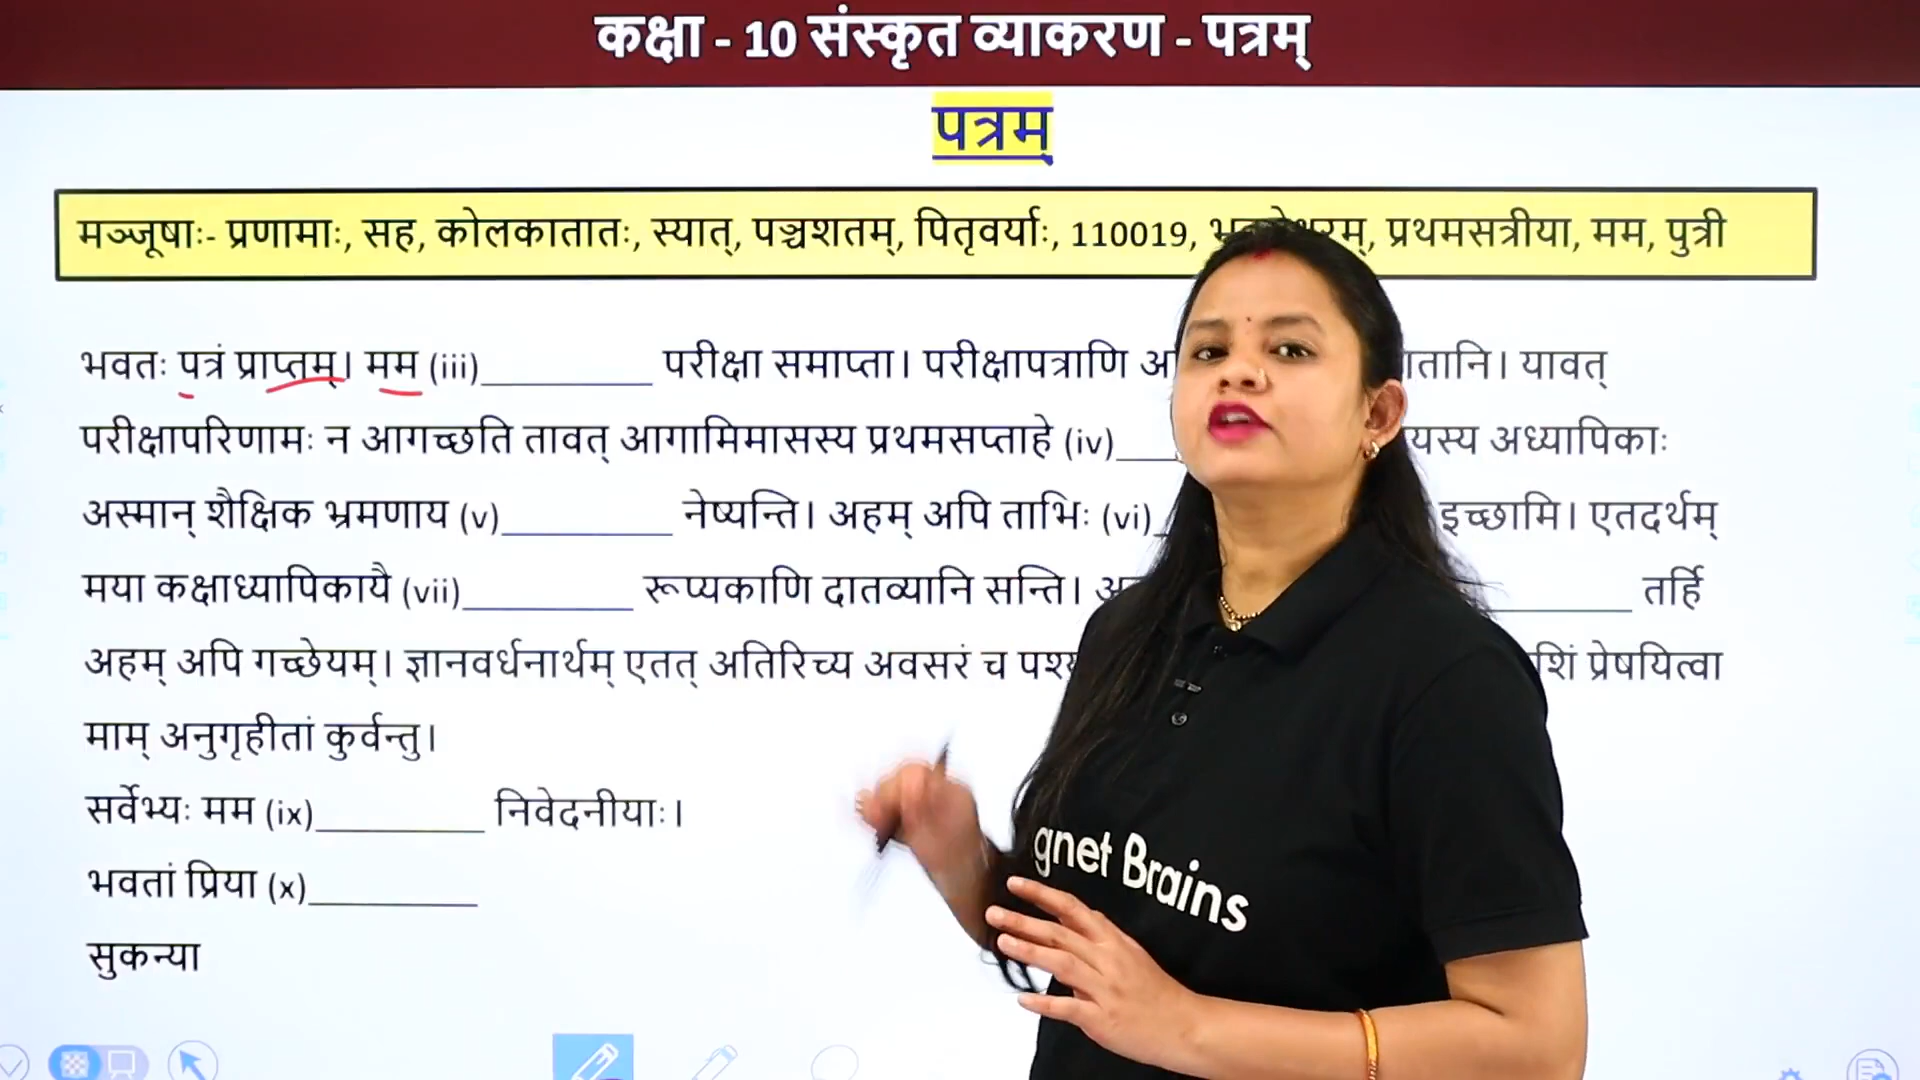 कक्षा - 10 संस्कृत व्याकरण - पत्रम्
पत्रम्
मञ्जूषाः- प्रणामाः, सह, कोलकातातः, स्यात्, पञ्चशतम्, पितृवर्याः, 110019, प्रथमसत्रीया, मम, पुत्री
भवतः पत्रं प्राप्तम्। मम (iii)__________ परीक्षा समाप्ता। परीक्षापत्राणि यावत्
परीक्षापरिणामः न आगच्छति तावत् आगामिमासस्य प्रथमसप्ताहे (iv)____ अध्यापिकाः
अस्मान् शैक्षिक भ्रमणाय (v)__________ नेष्यन्ति। अहम् अपि ताभिः (vi)_ इच्छामि। एतदर्थम्
मया कक्षाध्यापिकायै (vii)__________ रूप्यकाणि दातव्यानि सन्ति। _________ तर्हि
अहम् अपि गच्छेयम्। ज्ञानवर्धनार्थम् एतत् अतिरिच्य अवसरं च प्रेषयित्वा
माम् अनुगृहीतां कुर्वन्तु।
सर्वेभ्यः मम (ix)__________ निवेदनीयाः।
भवतां प्रिया (x)__________
सुकन्या
gnet Brains